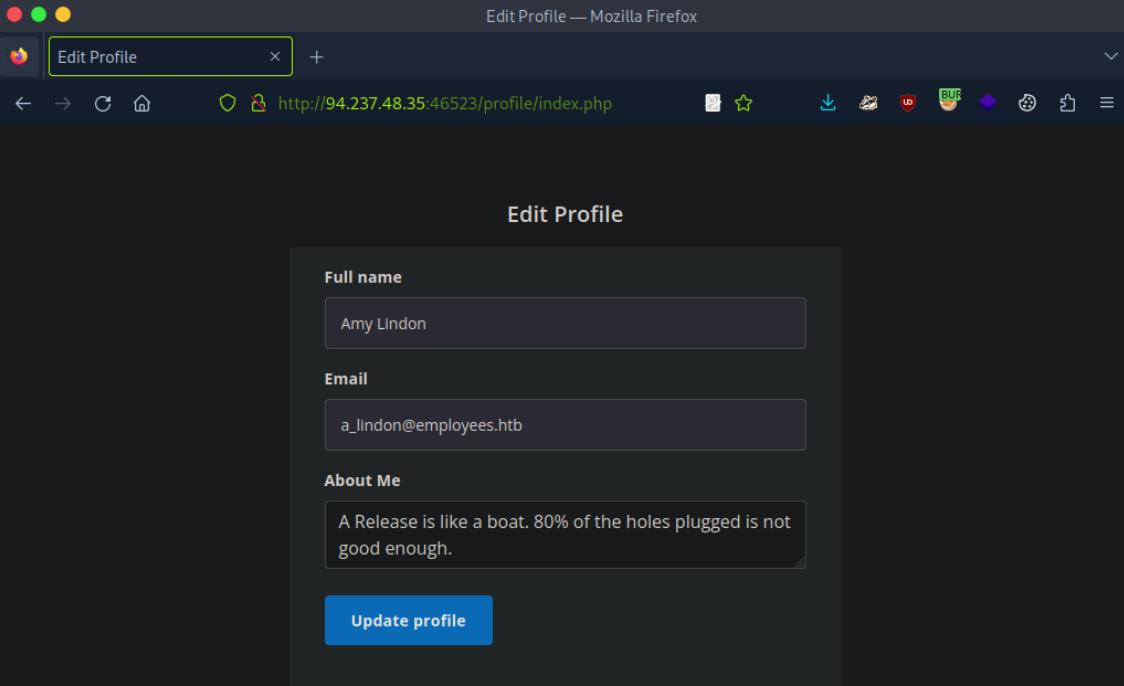 Edit Profile — Mozilla Firefox
Edit Profile
http://94.237.48.35:46523/profile/index.php
UD
BUR
Edit Profile
Full name
Amy Lindon
Email
a_lindon@employees.htb
About Me
A Release is like a boat. 80% of the holes plugged is not
good enough.
Update profile